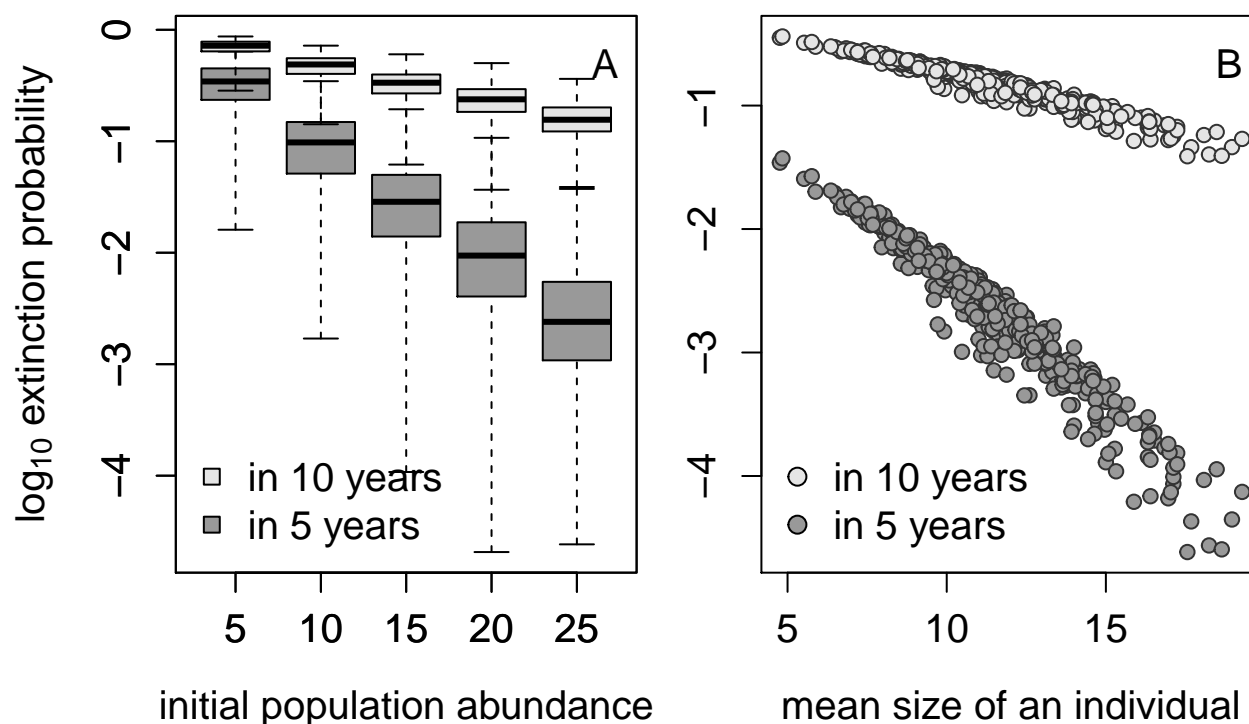 log10 extinction probability
0
−1
−2
−3
−4
A
in 10 years
in 5 years
5 10 15 20 25
initial population abundance
−1
−2
−3
−4
B
in 10 years
in 5 years
5 10 15
mean size of an individual